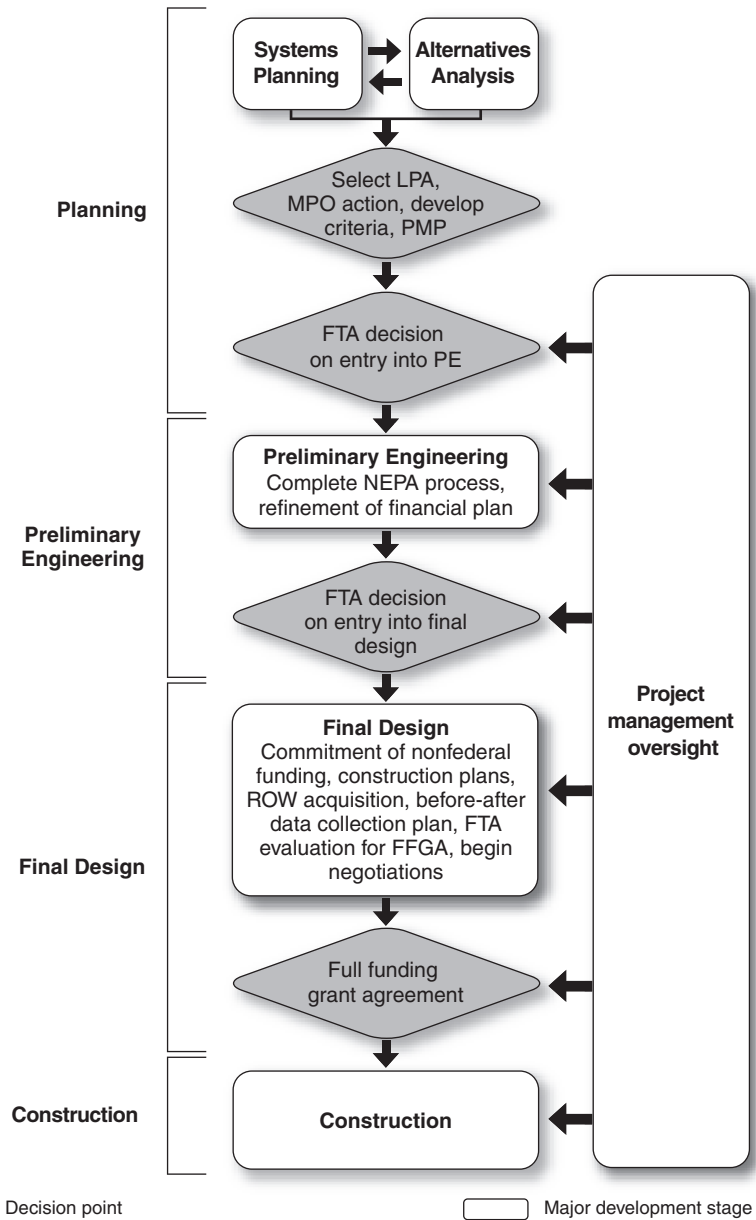 Systems
Planning
Alternatives
Analysis
Planning
Select LPA,
MPO action, develop
criteria, PMP
FTA decision
on entry into PE
Preliminary
Engineering
Preliminary Engineering
Complete NEPA process,
refinement of financial plan
FTA decision
on entry into final
design
Project
management
oversight
Final Design
Final Design
Commitment of nonfederal
funding, construction plans,
ROW acquisition, before-after
data collection plan, FTA
evaluation for FFGA, begin
negotiations
Full funding
grant agreement
Construction
Construction
Decision point
Major development stage